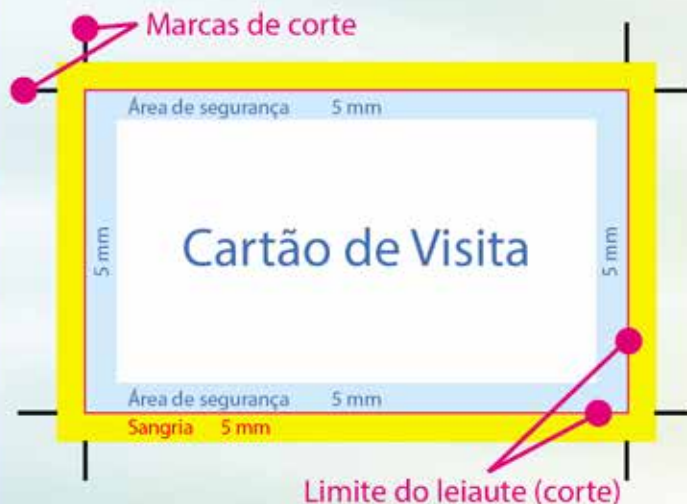 Marcas de corte
Área de segurança 5 mm
5 mm
Cartão de Visita
5 mm
Área de segurança 5 mm
Sangria 5 mm
Limite do leiaute (corte)